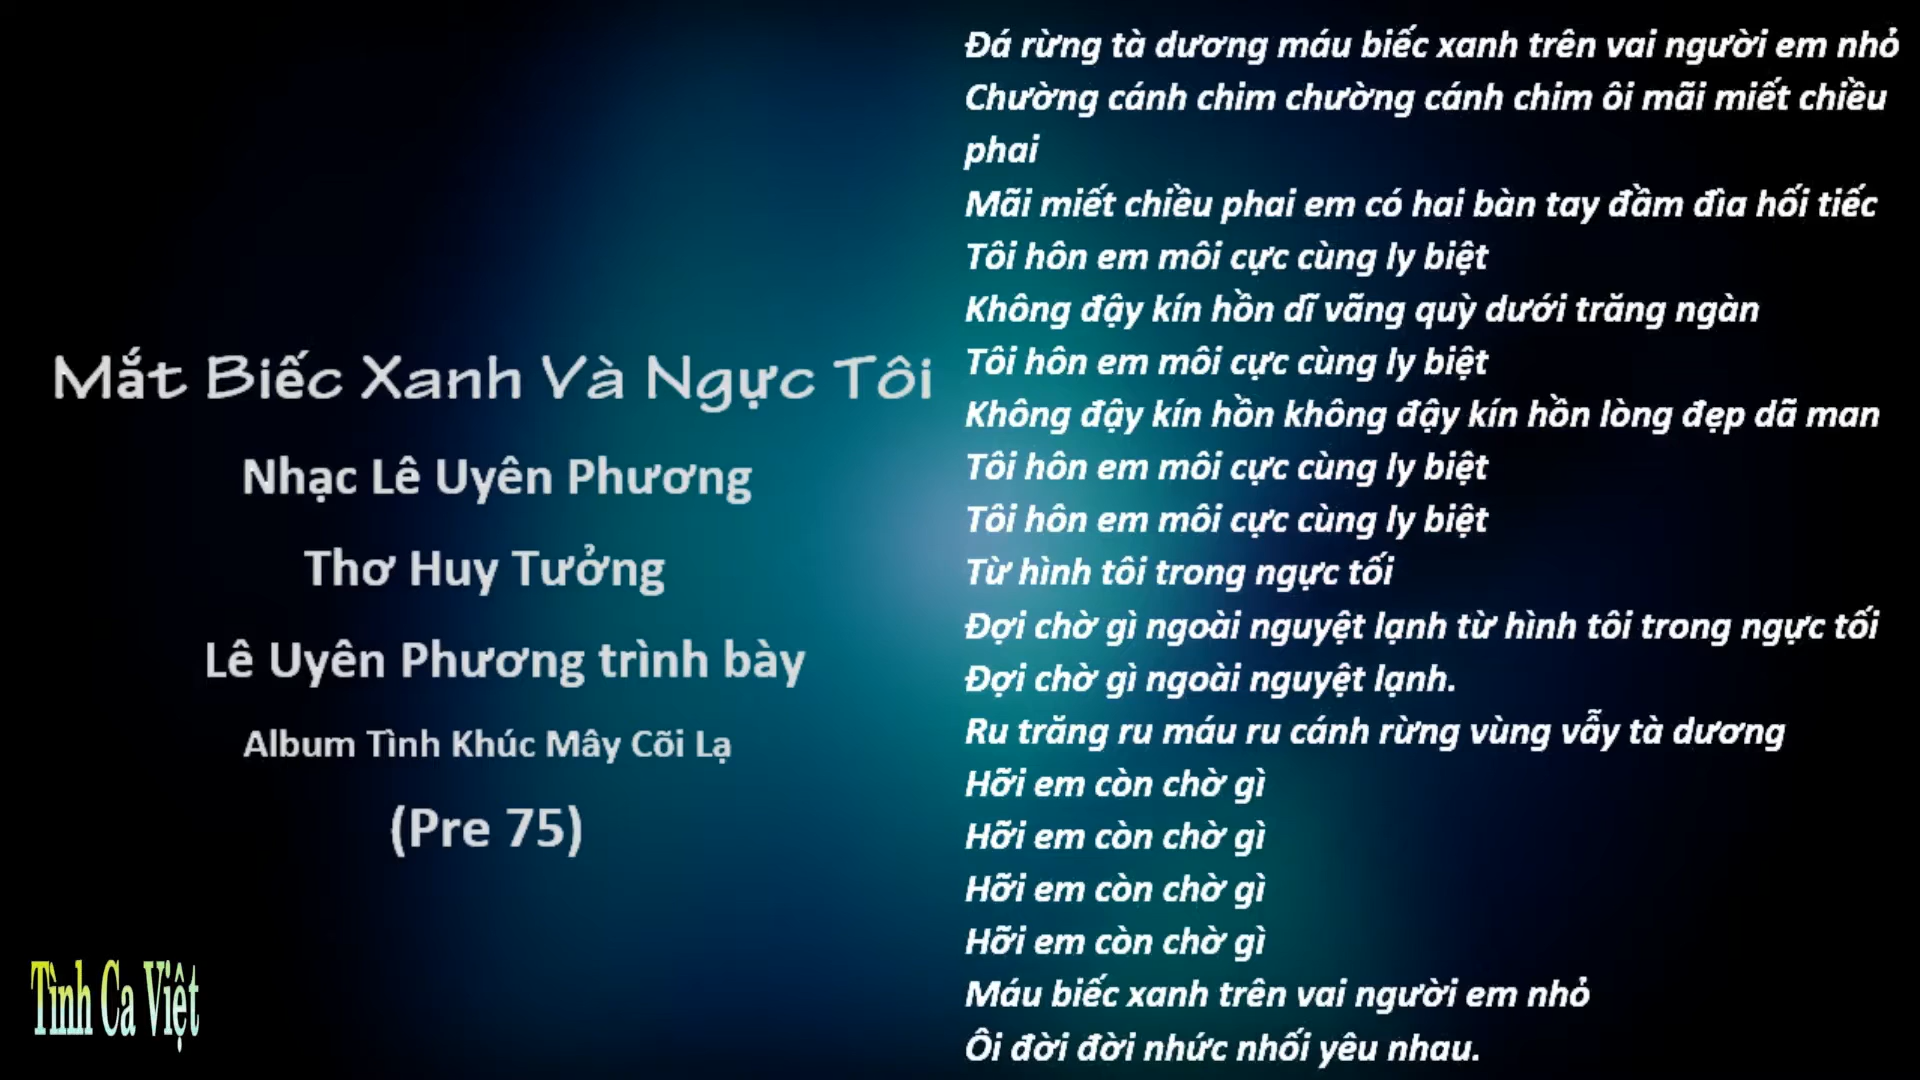 Mắt Biếc Xanh Và Ngực Tôi
Nhạc Lê Uyên Phương
Thơ Huy Tưởng
Lê Uyên Phương trình bày
Album Tình Khúc Mây Cõi Lạ
(Pre 75)
Tình Ca Việt
Đá rừng tà dương máu biếc xanh trên vai người em nhỏ
Chường cánh chim chường cánh chim ôi mãi miết chiều
phai
Mãi miết chiều phai em có hai bàn tay đầm đìa hối tiếc
Tôi hôn em môi cực cùng ly biệt
Không đậy kín hồn dĩ vãng quỳ dưới trăng ngàn
Tôi hôn em môi cực cùng ly biệt
Không đậy kín hồn không đậy kín hồn lòng đẹp dã man
Tôi hôn em môi cực cùng ly biệt
Tôi hôn em môi cực cùng ly biệt
Từ hình tôi trong ngực tối
Đợi chờ gì ngoài nguyệt lạnh từ hình tôi trong ngực tối
Đợi chờ gì ngoài nguyệt lạnh.
Ru trăng ru máu ru cánh rừng vùng vẫy tà dương
Hỡi em còn chờ gì
Hỡi em còn chờ gì
Hỡi em còn chờ gì
Hỡi em còn chờ gì
Máu biếc xanh trên vai người em nhỏ
Ôi đời đời nhức nhối yêu nhau.